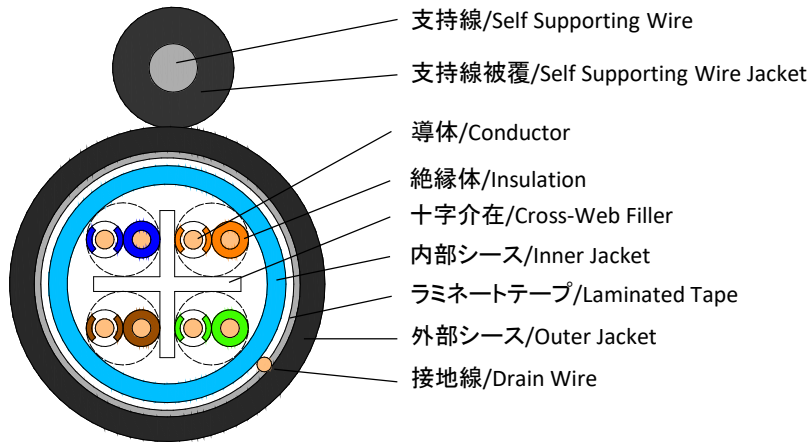 支持線/Self Supporting Wire
支持線被覆/Self Supporting Wire Jacket
導体/Conductor
絶縁体/Insulation
十字介在/Cross-Web Filler
内部シース/Inner Jacket
ラミネートテープ/Laminated Tape
外部シース/Outer Jacket
接地線/Drain Wire